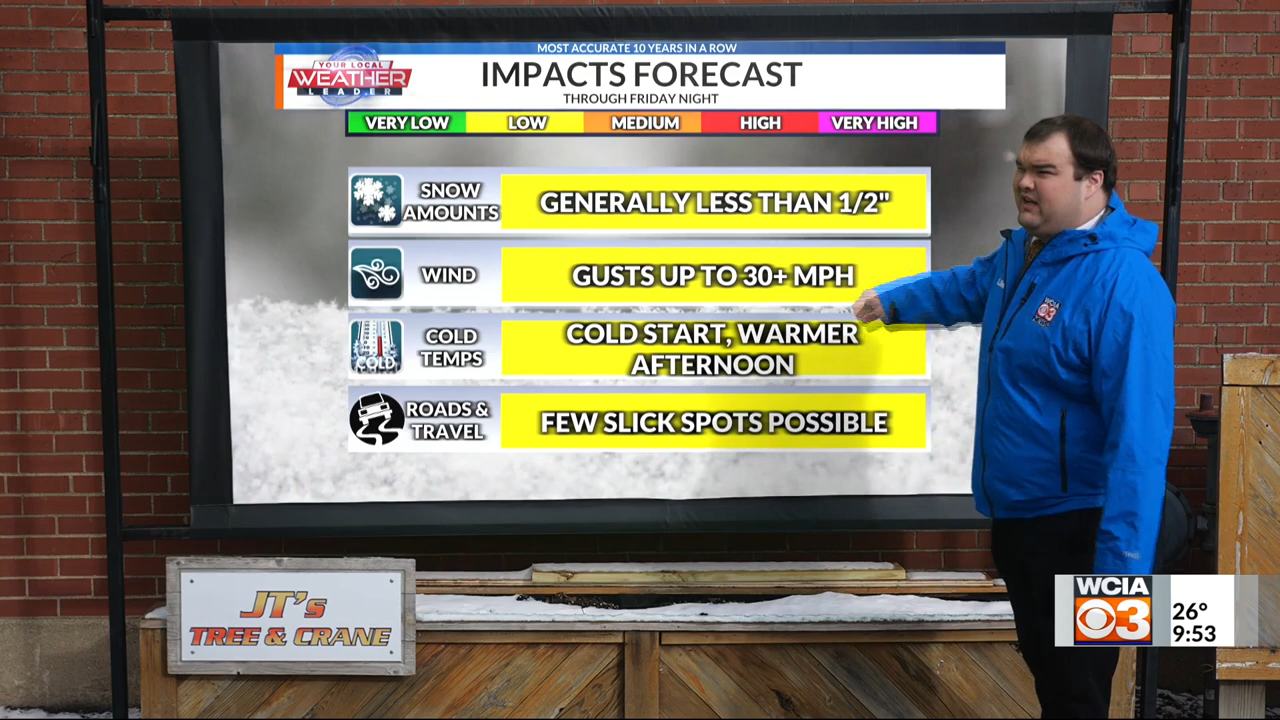 MOST ACCURATE 10 YEARS IN A ROW
YOUR LOCAL
WEATHER
LEADER
IMPACTS FORECAST
THROUGH FRIDAY NIGHT
VERY LOW LOW MEDIUM HIGH VERY HIGH
SNOW
AMOUNTS
GENERALLY LESS THAN 1/2"
WIND
GUSTS UP TO 30+ MPH
COLD
COLD
TEMPS
COLD START, WARMER
AFTERNOON
ROADS &
TRAVEL
FEW SLICK SPOTS POSSIBLE
WCIA
3
JT's
TREE & CRANE
WCIA
3
26°
9:53